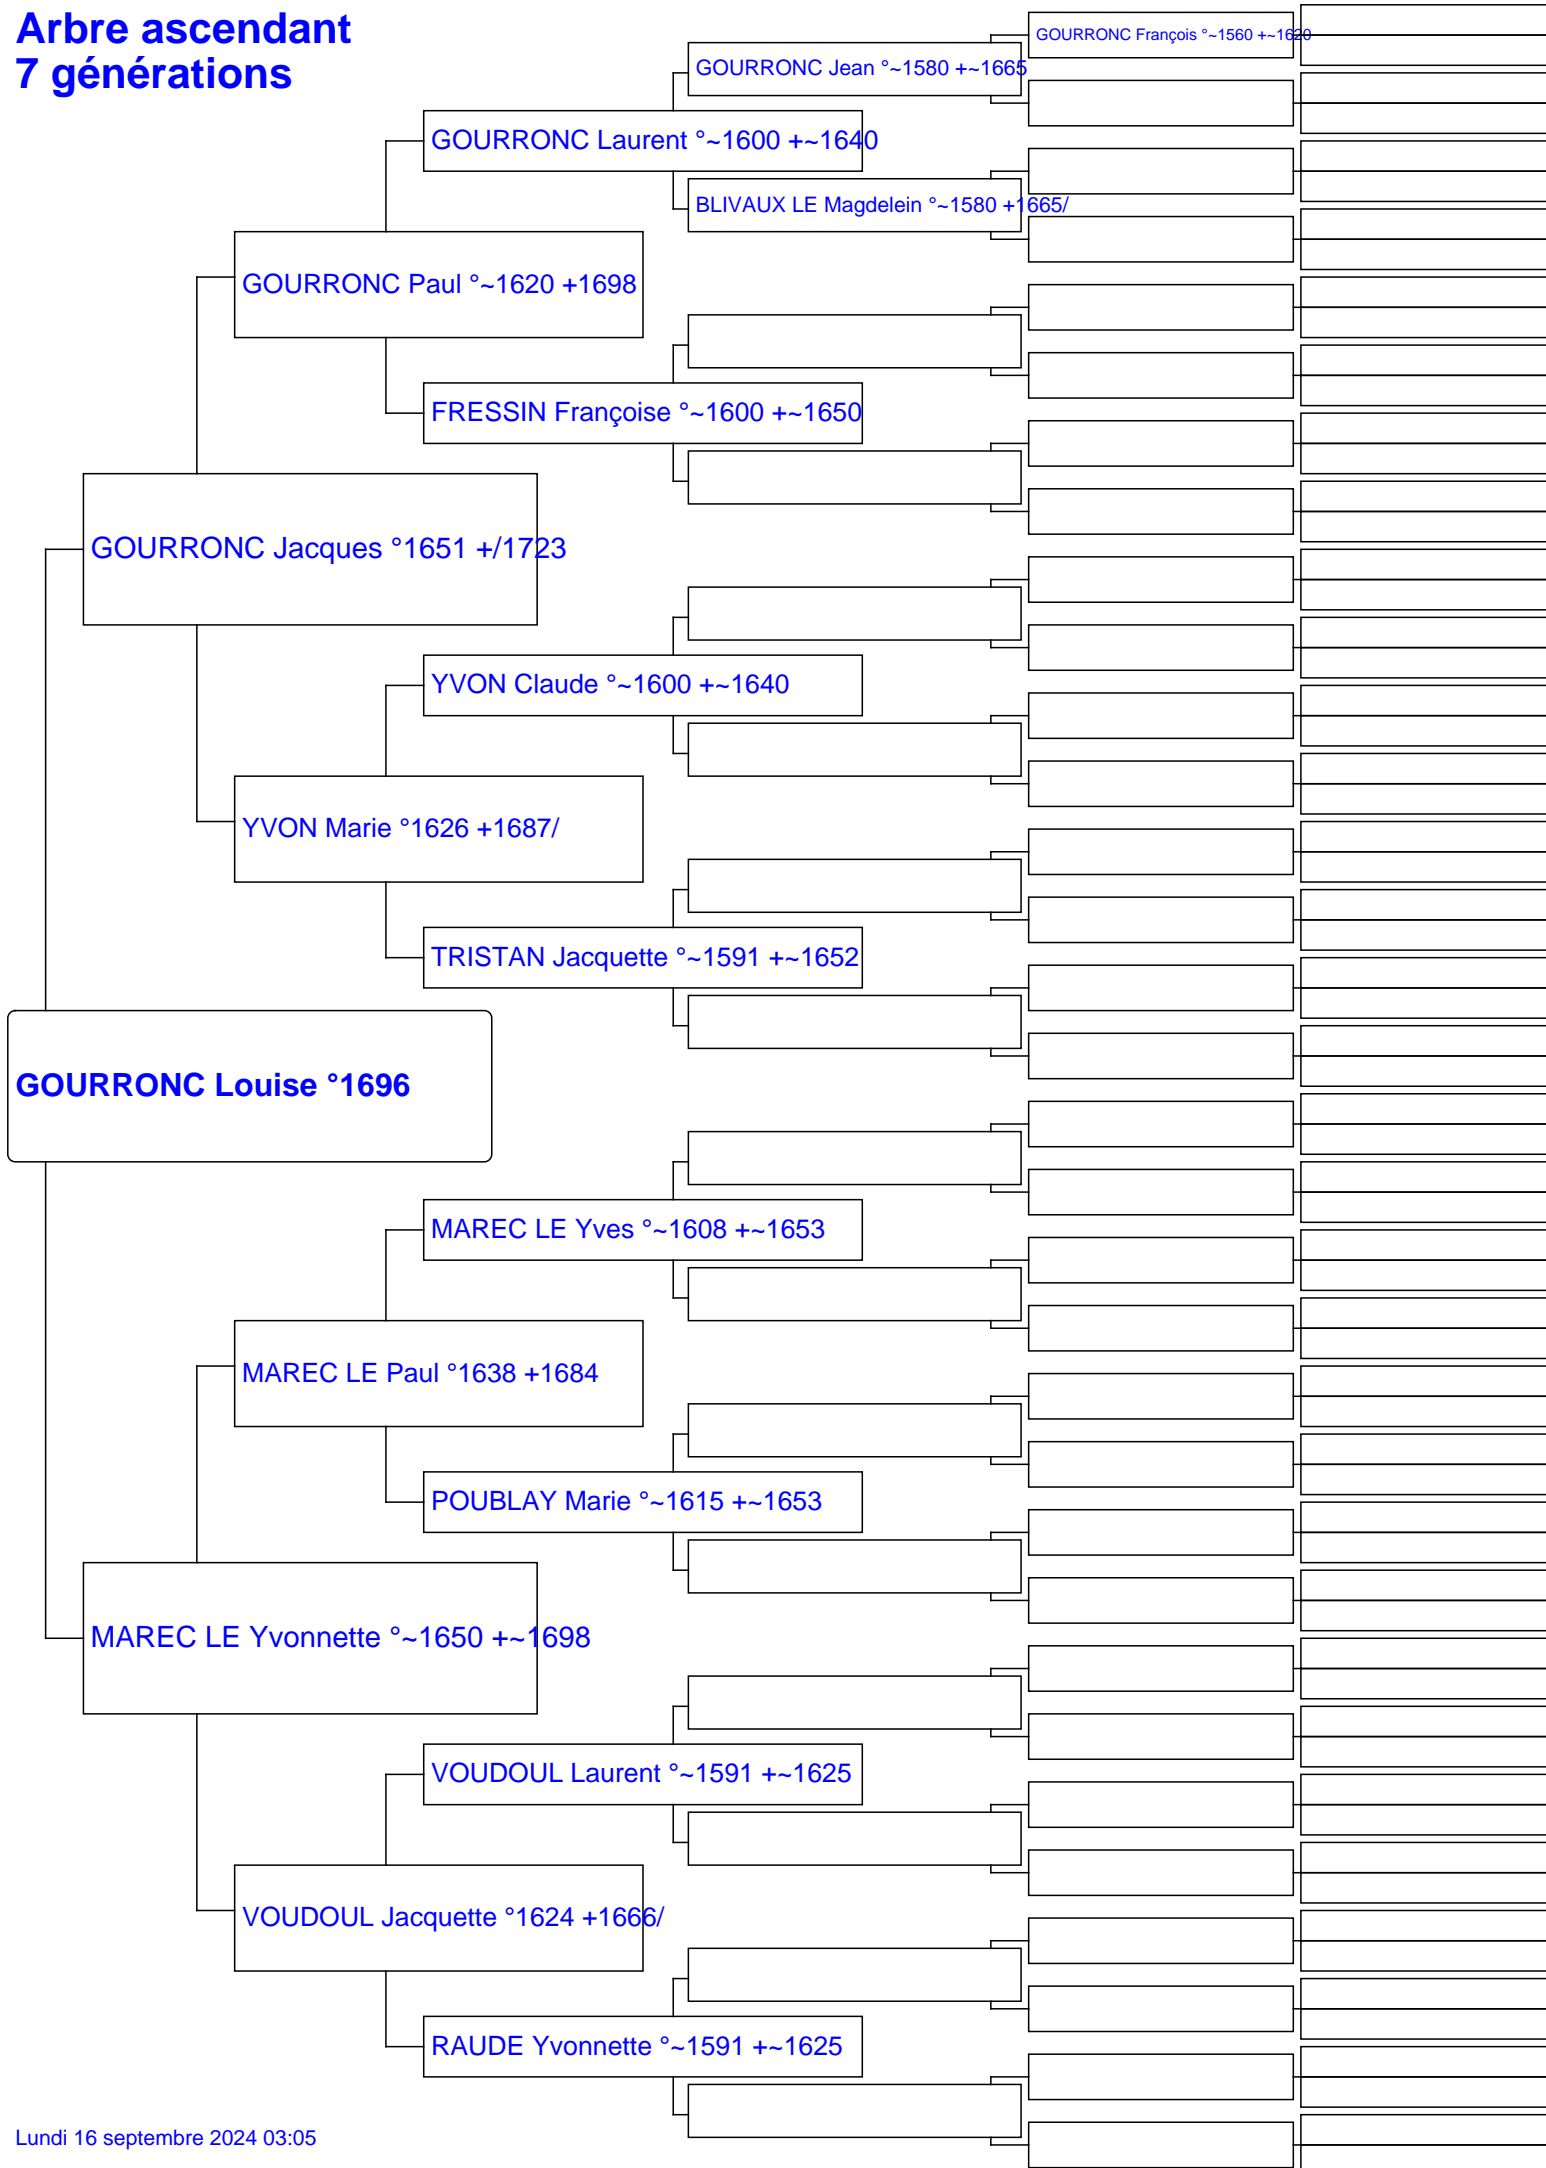 Arbre ascendant
7 générations
GOURRONC François °~1560 +~1620
GOURRONC Jean °~1580 +~1665
GOURRONC Laurent °~1600 +~1640
BLIVAUX LE Magdelein °~1580 +1665/
GOURRONC Paul °~1620 +1698
FRESSIN Françoise °~1600 +~1650
GOURRONC Jacques °1651 +/1723
YVON Claude °~1600 +~1640
YVON Marie °1626 +1687/
TRISTAN Jacquette °~1591 +~1652
GOURRONC Louise °1696
MAREC LE Yves °~1608 +~1653
MAREC LE Paul °1638 +1684
POUBLAY Marie °~1615 +~1653
MAREC LE Yvonnette °~1650 +~1698
VOUDOUL Laurent °~1591 +~1625
VOUDOUL Jacquette °1624 +1666/
RAUDE Yvonnette °~1591 +~1625
Lundi 16 septembre 2024 03:05